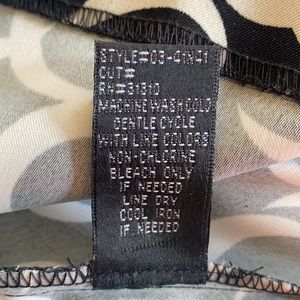 STYLE#03-41N41
CUT#
RN#31310
MACHINE WASH COLD
GENTLE CYCLE
WITH LIKE COLORS
NON-CHLORINE
BLEACH ONLY
IF NEEDED
LINE DRY
COOL IRON
IF NEEDED